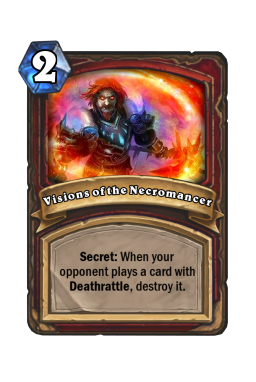 2
Visions of the Necromancer
Secret: When your
opponent plays a card with
Deathrattle, destroy it.